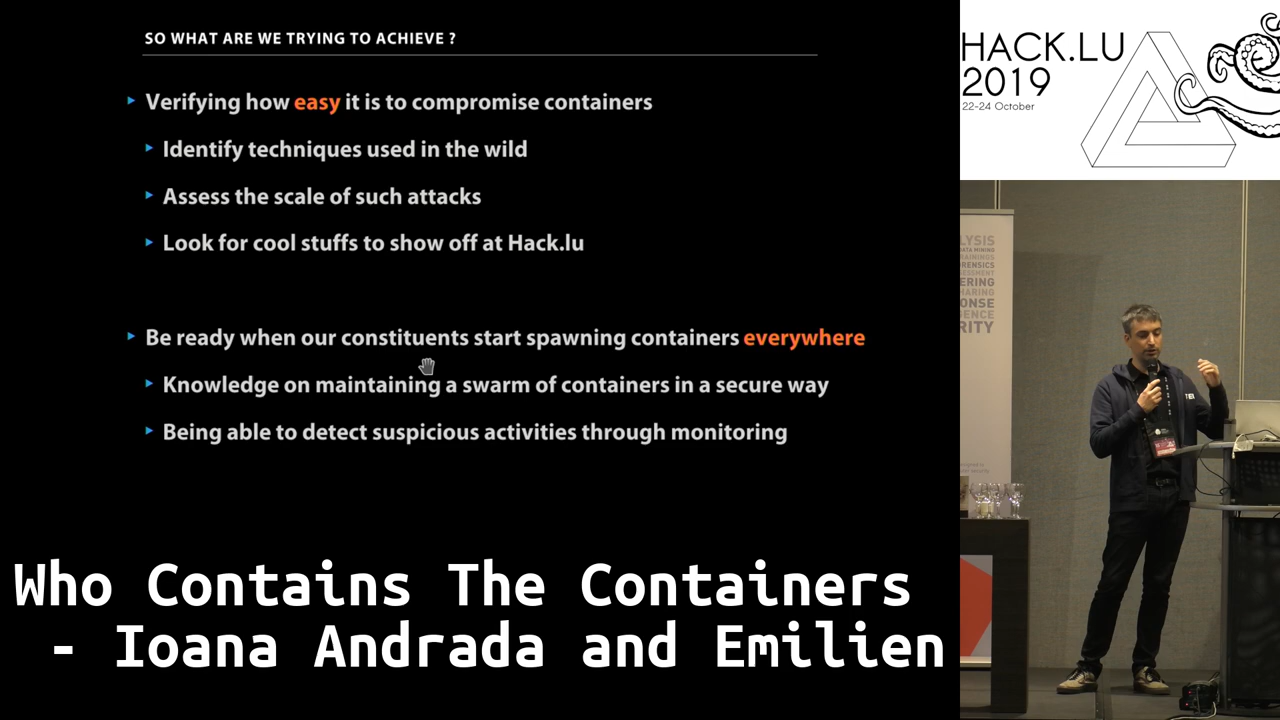 SO WHAT ARE WE TRYING TO ACHIEVE ?
Verifying how easy it is to compromise containers
Identify techniques used in the wild
Assess the scale of such attacks
Look for cool stuffs to show off at Hack.lu
Be ready when our constituents start spawning containers everywhere
Knowledge on maintaining a swarm of containers in a secure way
Being able to detect suspicious activities through monitoring
Who Contains The Containers
- Ioana Andrada and Emilien
HACK.LU
2019
22-24 October